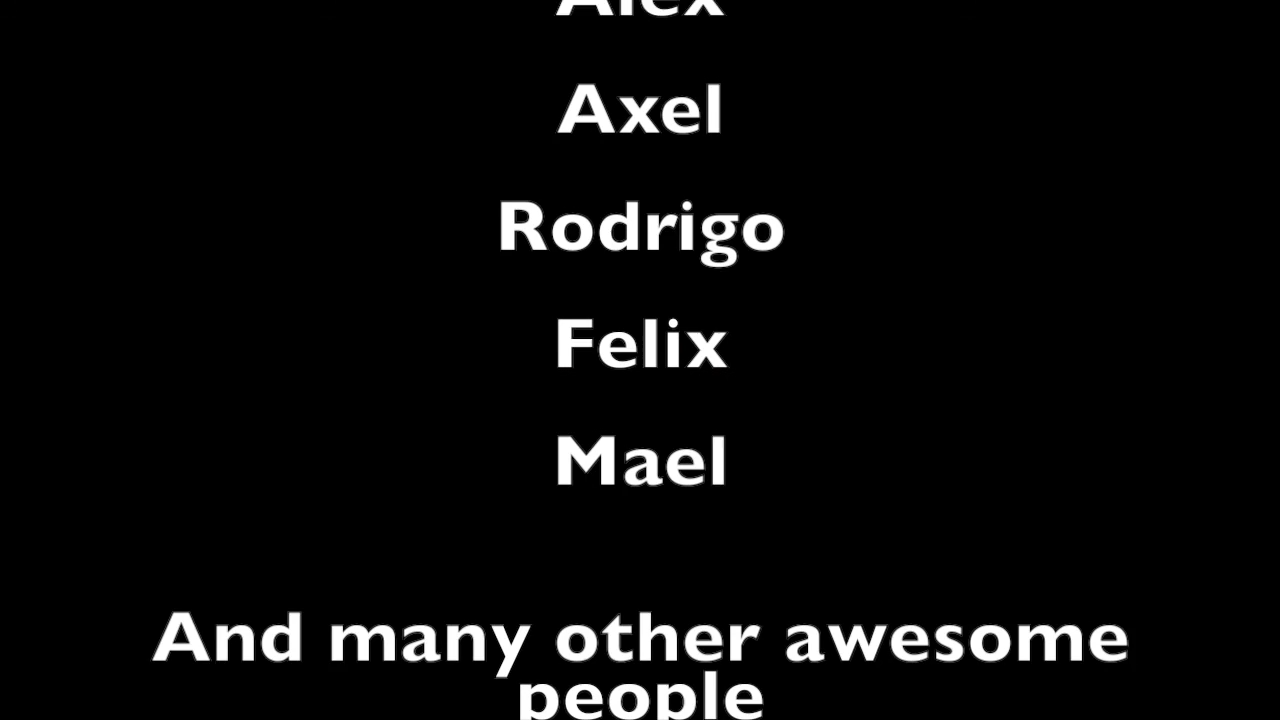 Alex
Axel
Rodrigo
Felix
Mael
And many other awesome
people